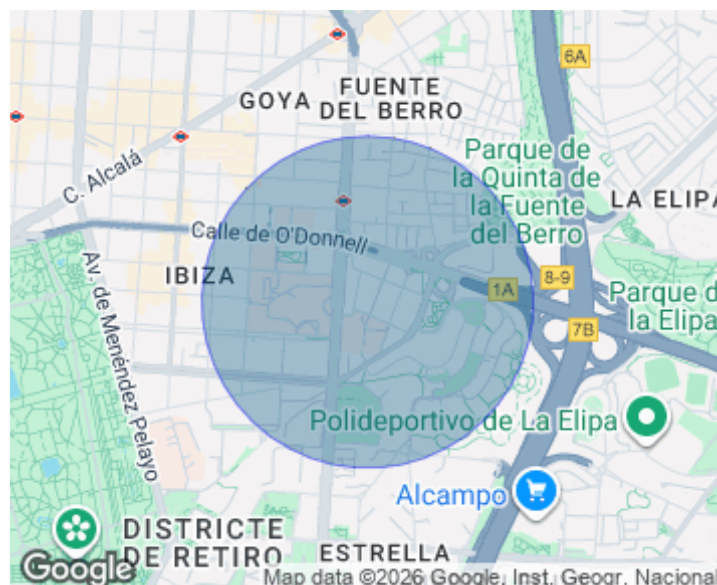 6A
GOYA
FUENTE
DEL BERRO
C. Alcalá
Parque de
la Quinta de
la Fuente
del Berro
LA ELIPA
Calle de O'Donnell
IBIZA
1A
8-9
Parque d
la Elipa
7B
Av. de Menéndez Pelayo
Polideportivo de La Elipa
Alcampo
DISTRICTE
DE RETIRO
ESTRELLA
Google
Map data ©2026 Google, Inst. Geogr. Nacional